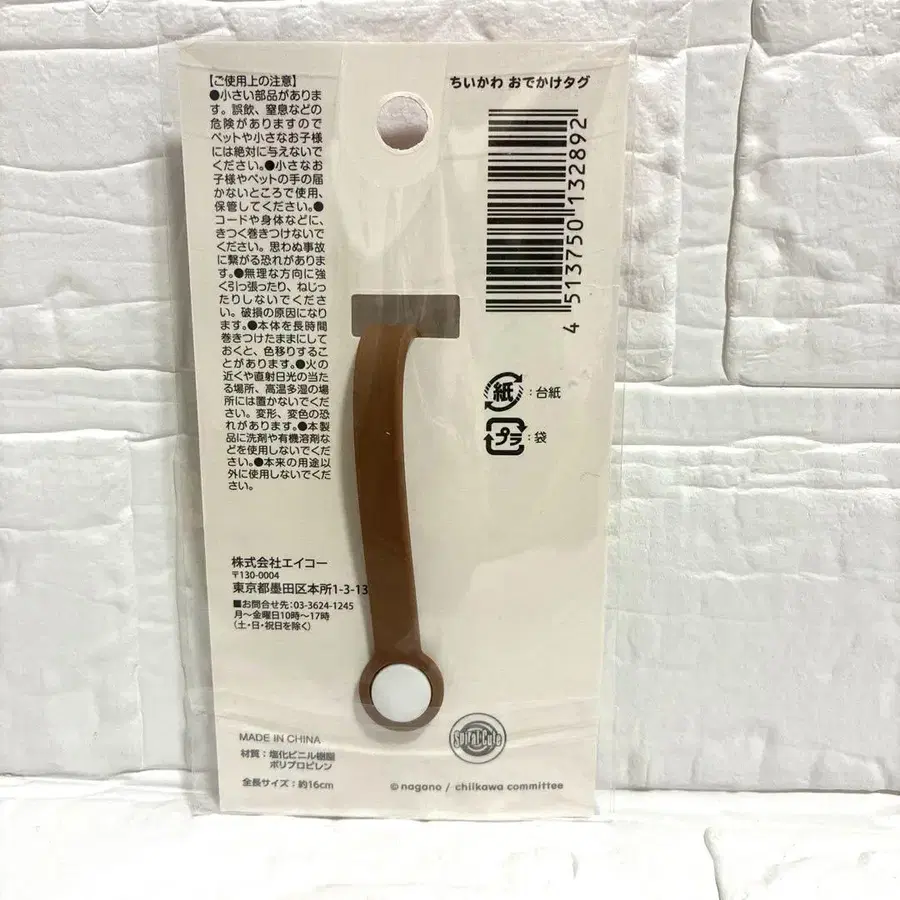 【ご使用上の注意】
●小さい部品がありま
す。誤飲、窒息などの
危険がありますので
ペットや小さなお子様
には絶対に与えないで
ください。●小さなお
子様やペットの手の届
かないところで使用、
保管してください。●
コードや身体などに、
きつく巻きつけないで
ください。思わぬ事故
に繋がる恐れがありま
す。●無理な方向に強
く引っ張ったり、ねじっ
たりしないでくださ
い。破損の原因になり
ます。●本体を長時間
巻きつけたままにして
おくと、色移りするこ
とがあります。●火の
近くや直射日光の当た
る場所、高温多湿の場
所には置かないでくだ
さい。変形、変色の恐
れがあります。●本製
品に洗剤や有機溶剤な
どを使用しないでくだ
さい。●本来の用途以
外に使用しないでくだ
さい。
株式会社エイコー
〒130-0004
東京都墨田区本所1-3-13
■お問合せ先：03-3624-1245
月〜金曜日10時〜17時
（土・日・祝日を除く）
MADE IN CHINA
材質：塩化ビニル樹脂
ポリプロピレン
全長サイズ：約16cm
ちいかわ おでかけタグ
4 513750 132892
紙：台紙
プラ：袋
Spiral Cute
©nagano / chiikawa committee